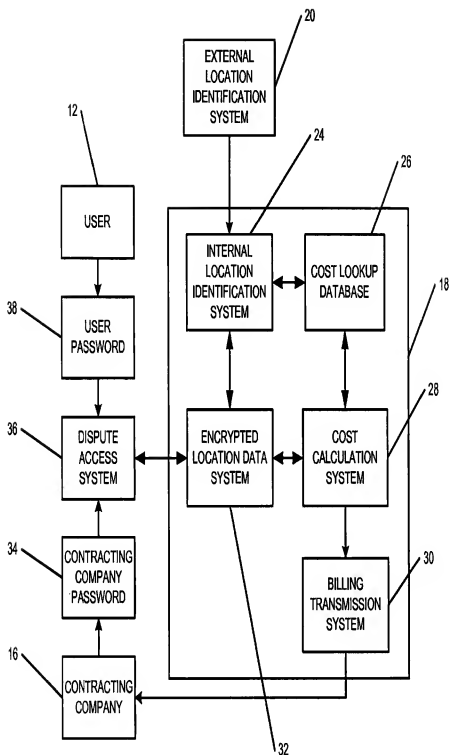 20
EXTERNAL
LOCATION
IDENTIFICATION
SYSTEM
12
24
26
USER
INTERNAL
LOCATION
IDENTIFICATION
SYSTEM
COST LOOKUP
DATABASE
18
38
USER
PASSWORD
28
36
DISPUTE
ACCESS
SYSTEM
ENCRYPTED
LOCATION DATA
SYSTEM
COST
CALCULATION
SYSTEM
34
CONTRACTING
COMPANY
PASSWORD
30
BILLING
TRANSMISSION
SYSTEM
16
CONTRACTING
COMPANY
32